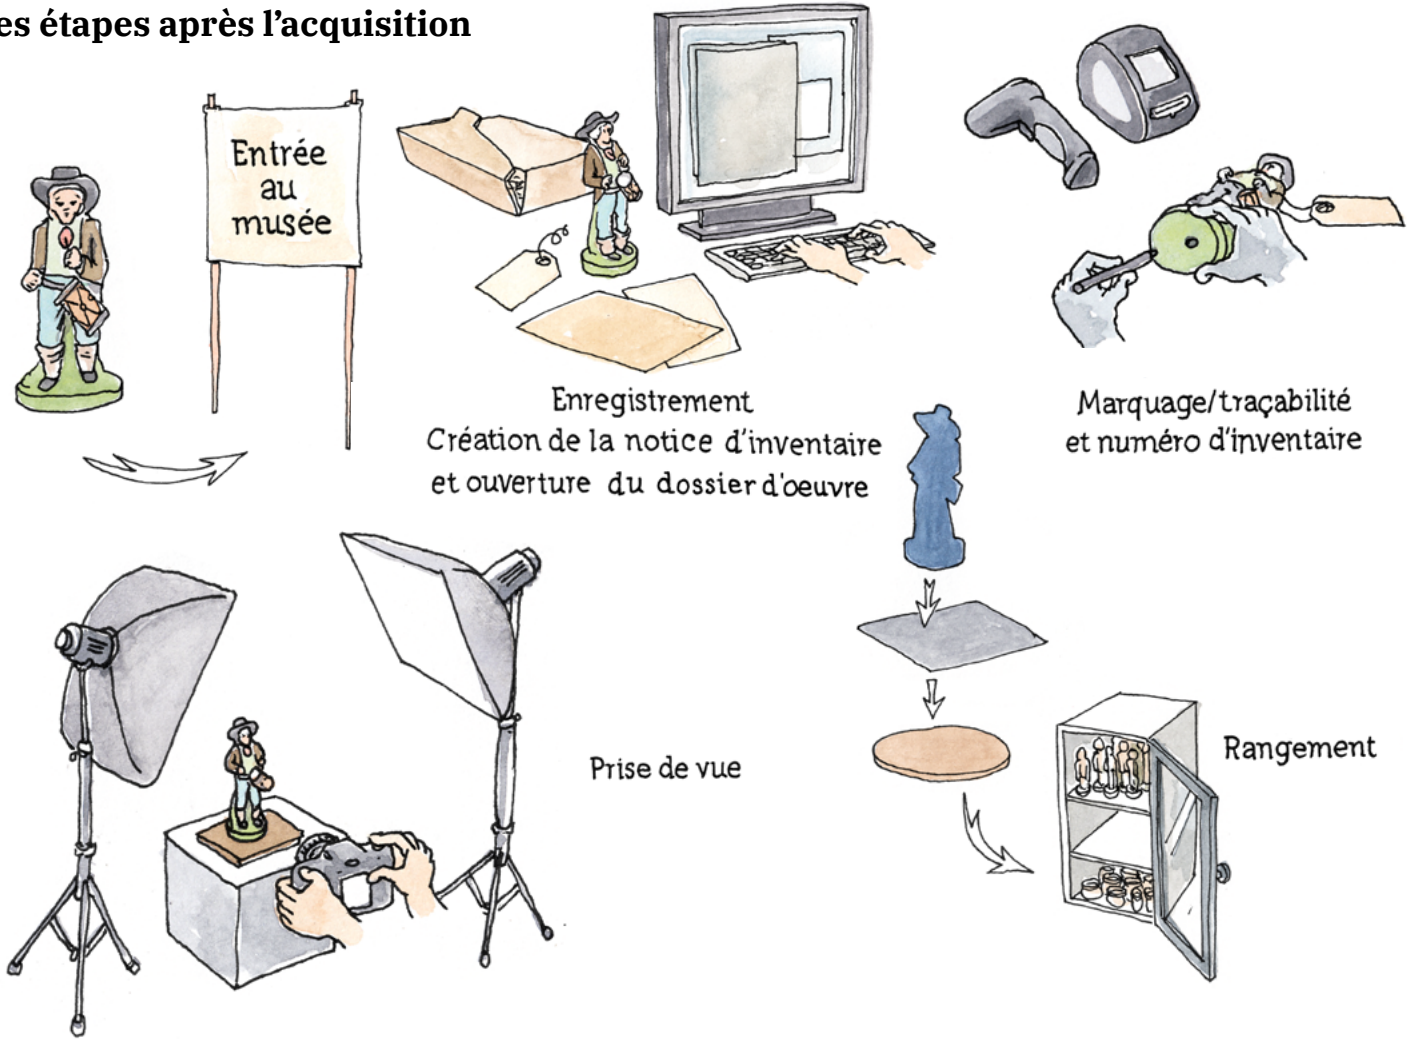 es étapes après l'acquisition
Entrée
au
musée
Enregistrement
Création de la notice d'inventaire
et ouverture du dossier d'oeuvre
Marquage/traçabilité
et numéro d'inventaire
Prise de vue
Rangement